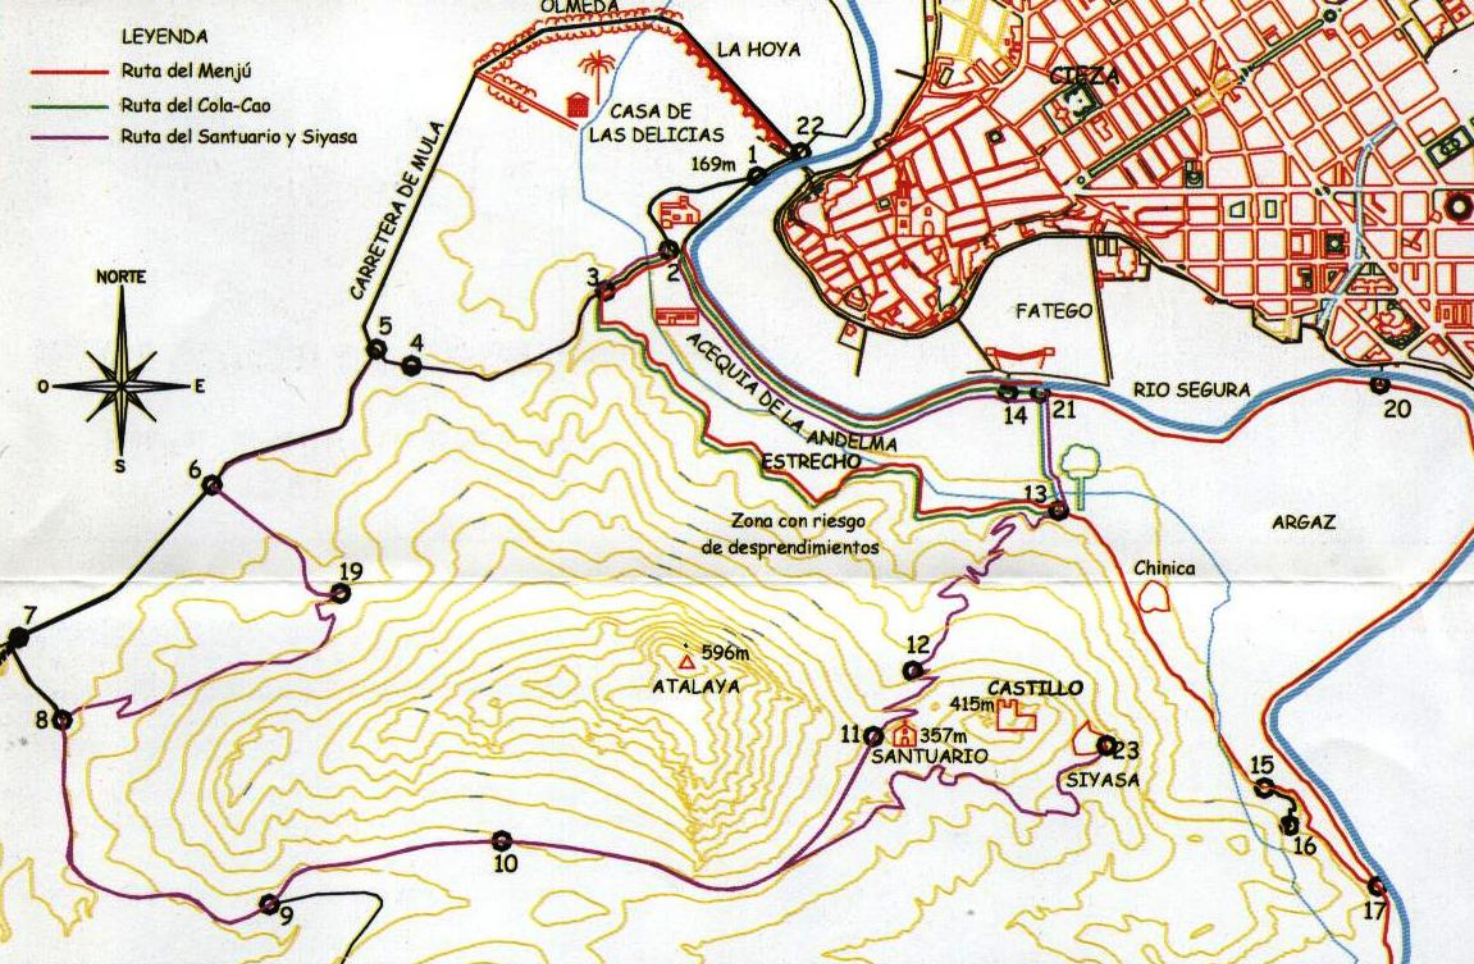 OLMEDA
LEYENDA
Ruta del Menjú
Ruta del Cola-Cao
Ruta del Santuario y Siyasa
LA HOYA
CIEZA
CASA DE
LAS DELICIAS
22
1
169m
CARRETERA DE MULA
NORTE
O
E
S
2
3
5
4
FATEGO
ACEQUIA DE LA ANDELMA
RIO SEGURA
14
21
20
ESTRECHO
6
13
Zona con riesgo
de desprendimientos
ARGAZ
Chinica
19
7
12
596m
ATALAYA
CASTILLO
415m
8
11
357m
SANTUARIO
23
SIYASA
15
16
10
9
17